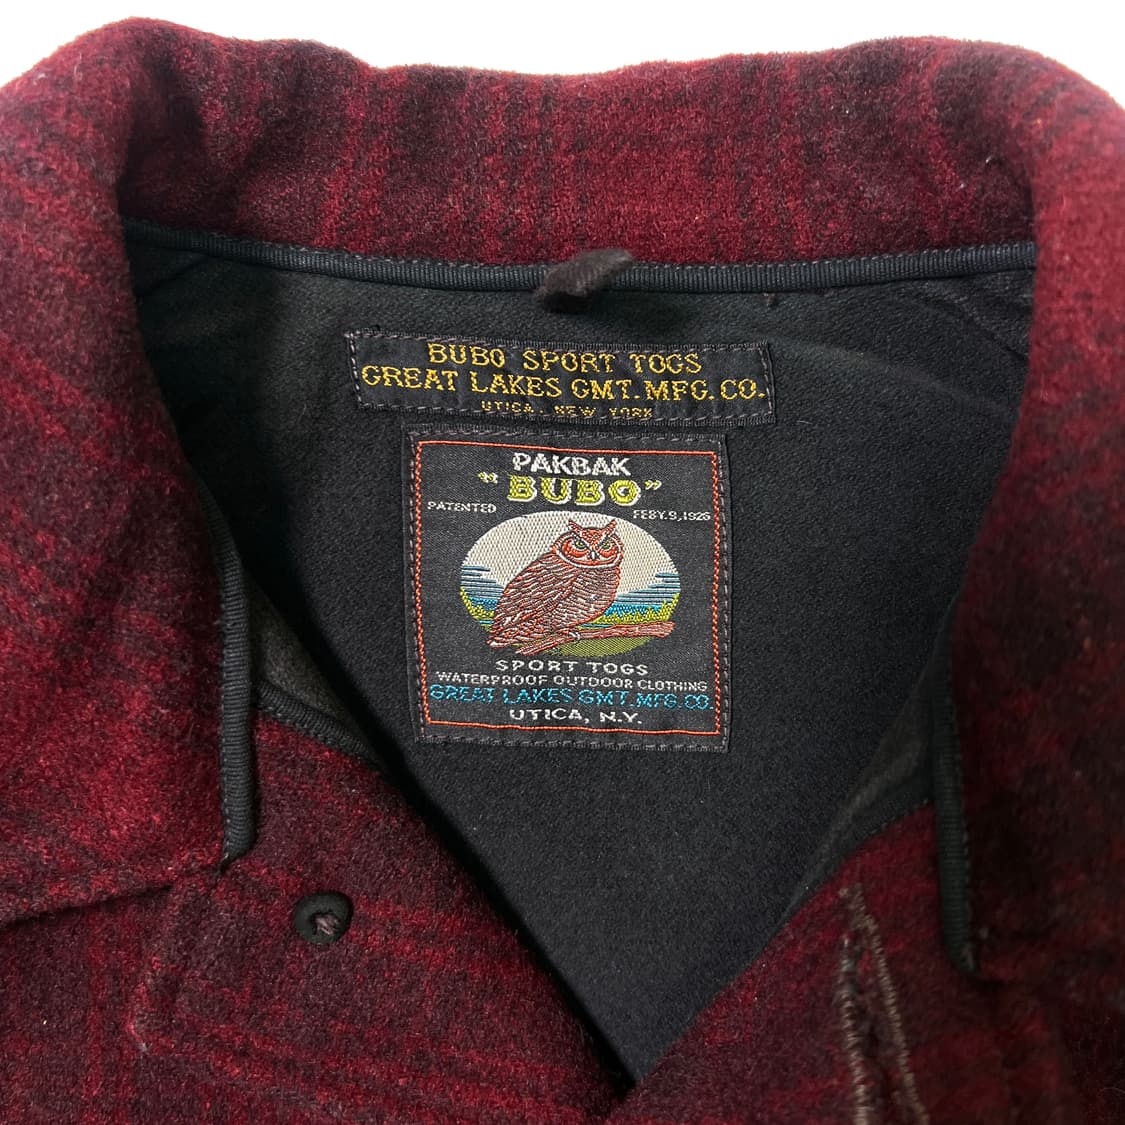 BUBO SPORT TOGS
GREAT LAKES GMT. MFG. CO.
UTICA, NEW YORK
PAKBAK
"BUBO"
PATENTED FEBY. 9, 1926
SPORT TOGS
WATERPROOF OUTDOOR CLOTHING
GREAT LAKES GMT. MFG. CO.
UTICA, N.Y.